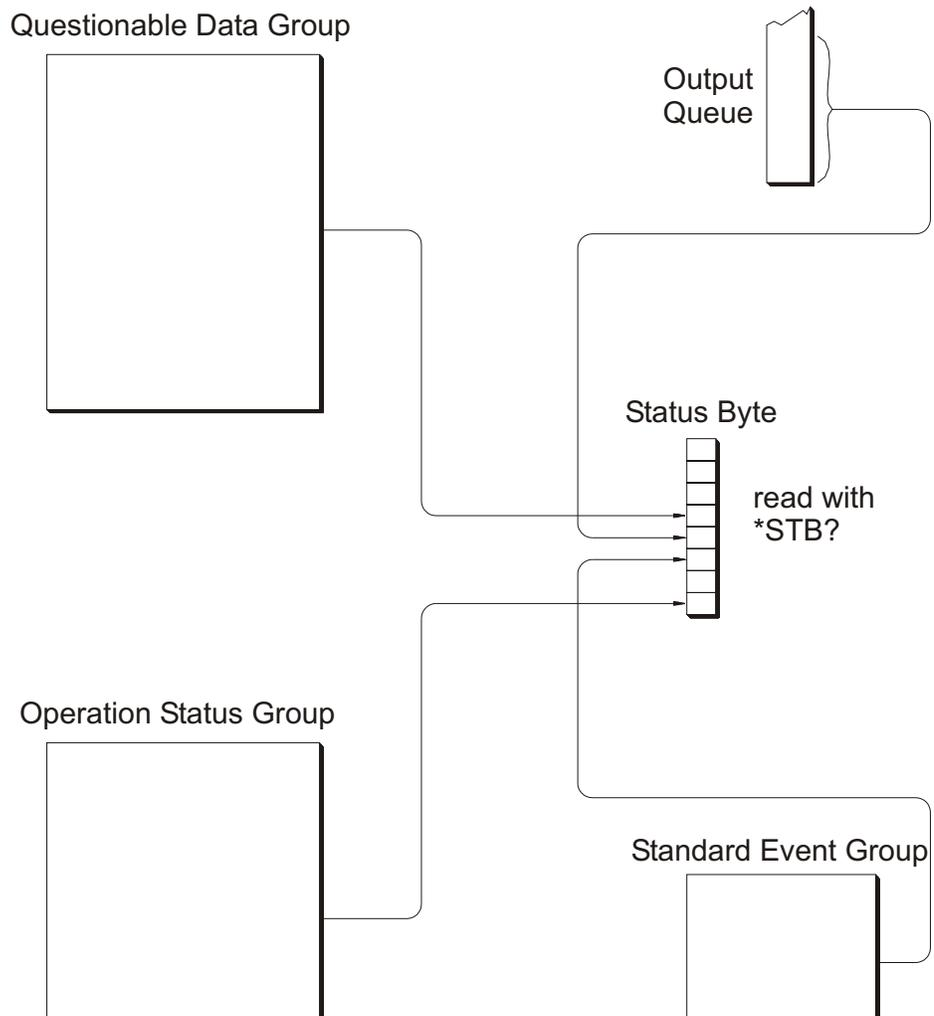 Questionable Data Group
Output
Queue
Status Byte
read with
*STB?
Operation Status Group
Standard Event Group